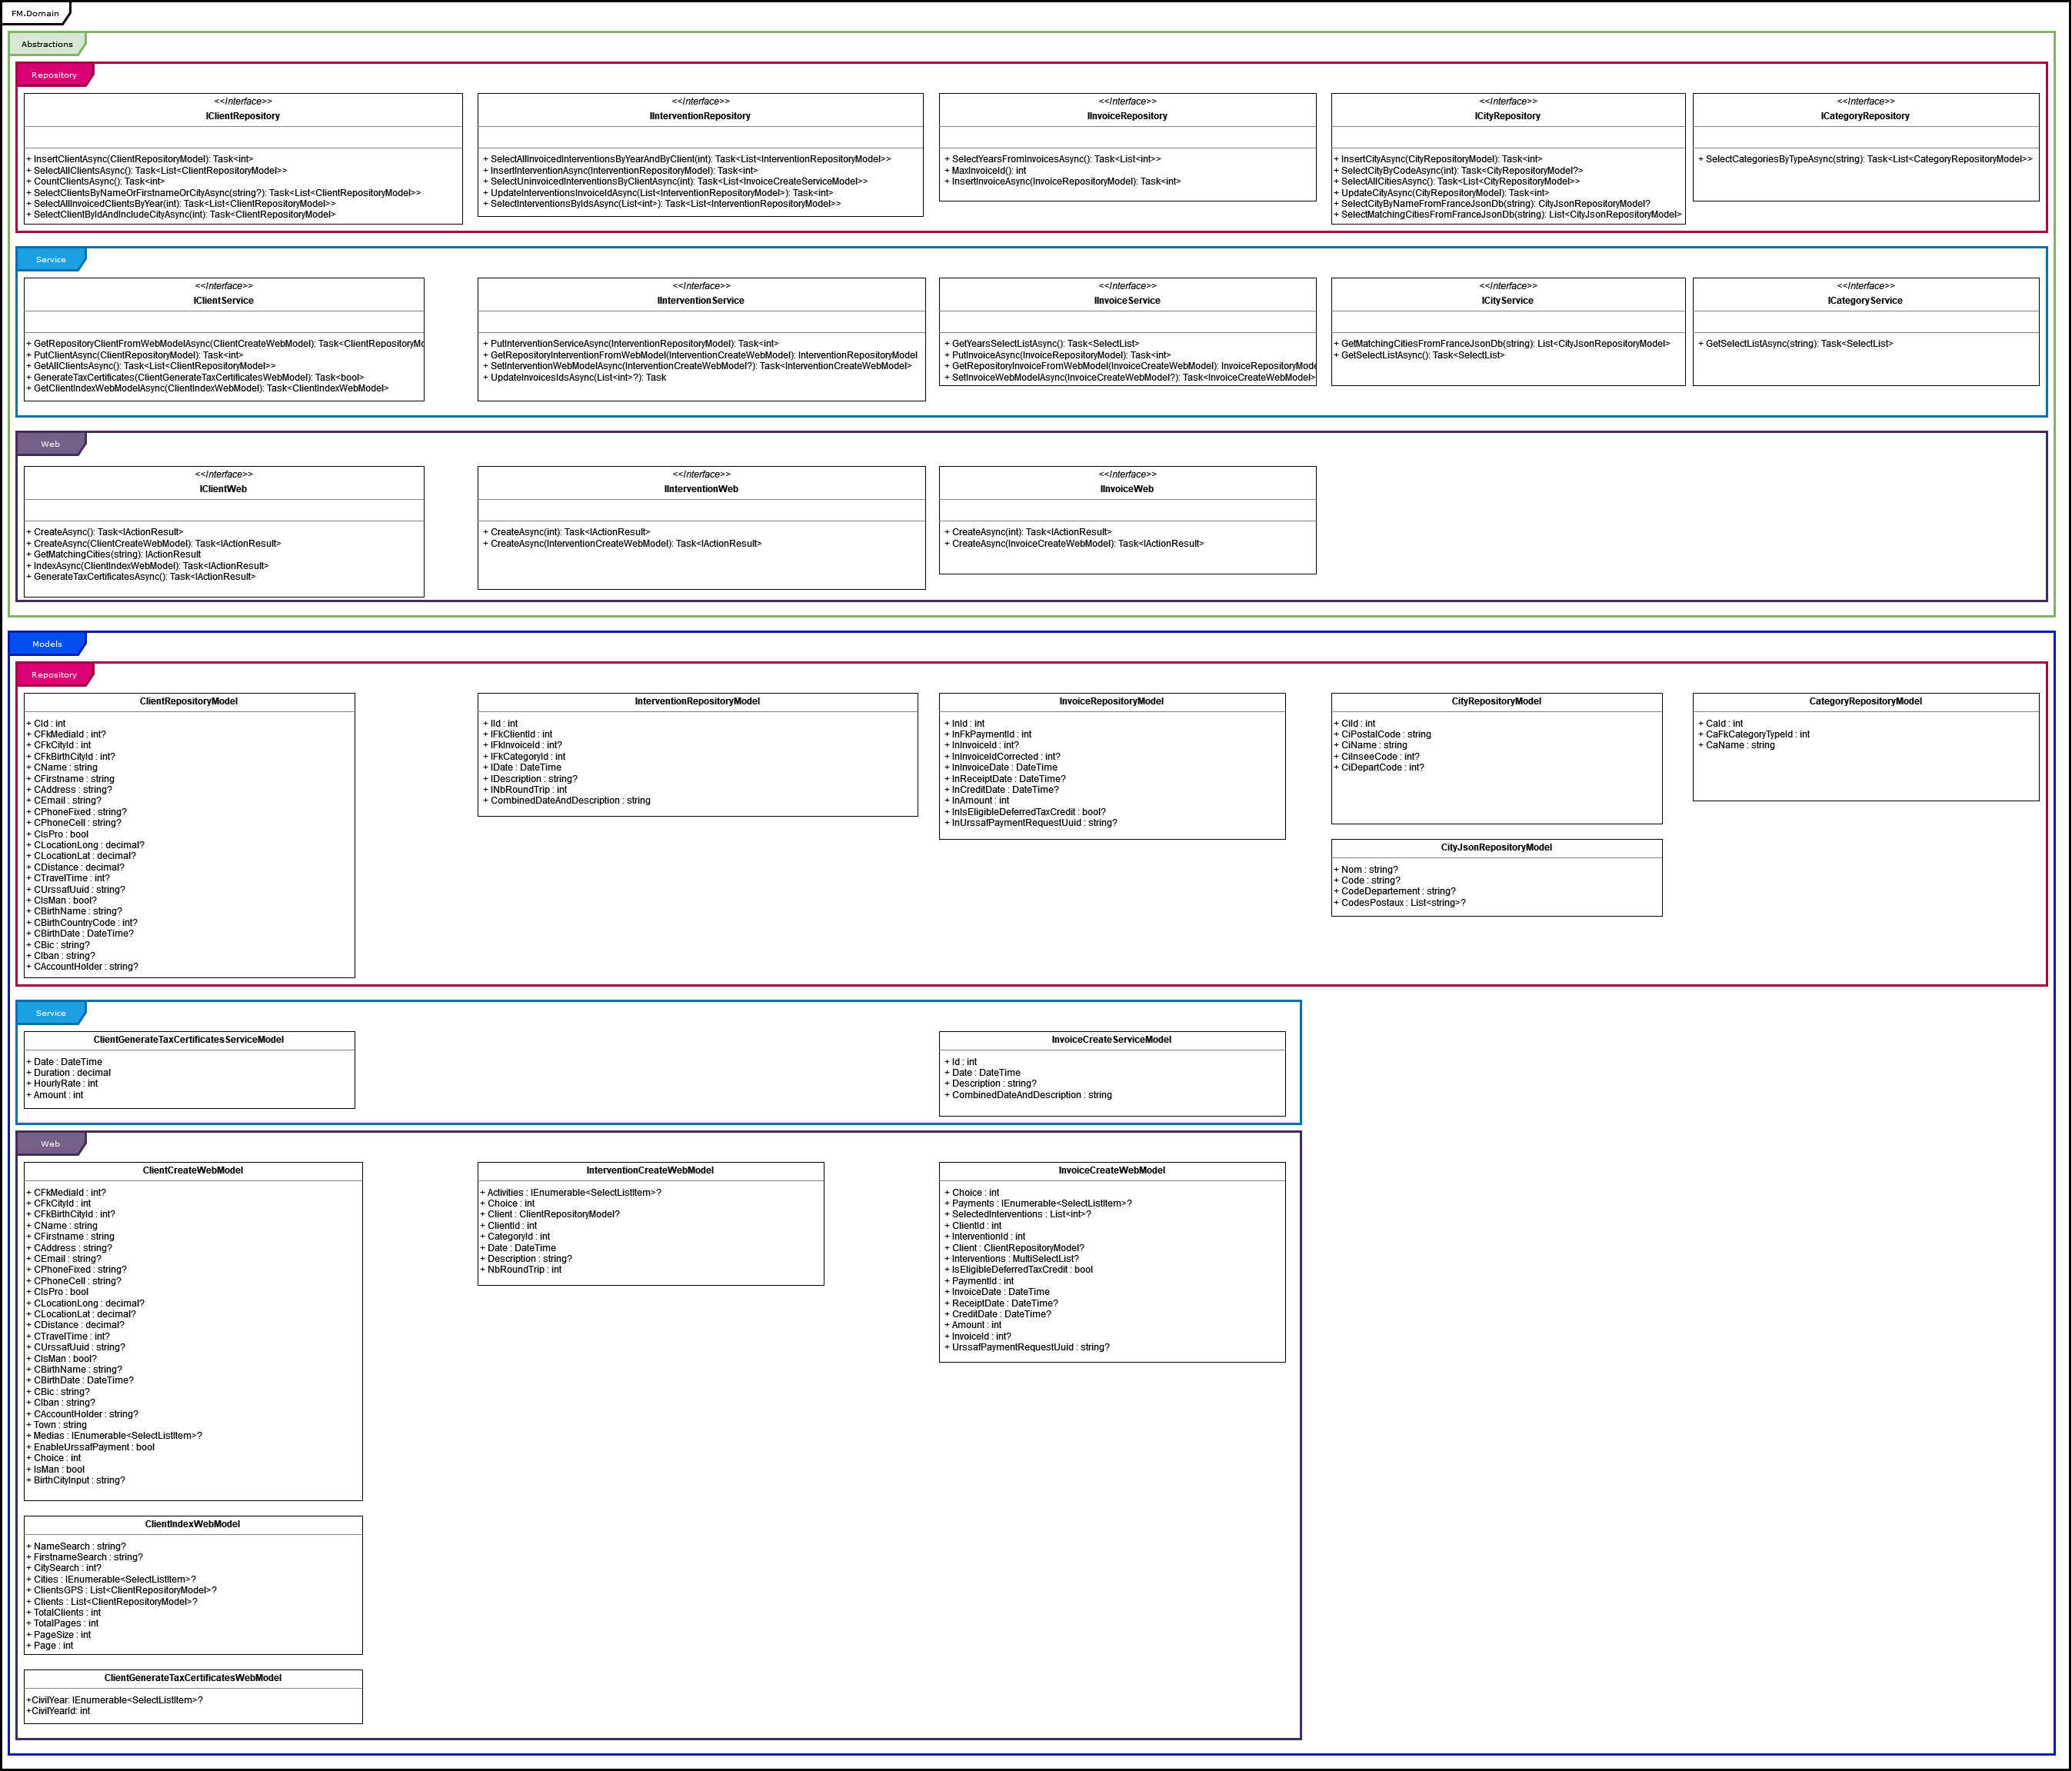 FM.Domain
Abstractions
Repository
<<Interface>>
IClientRepository
+ InsertClientAsync(ClientRepositoryModel): Task<int>
+ SelectAllClientsAsync(): Task<List<ClientRepositoryModel>>
+ CountClientsAsync(): Task<int>
+ SelectClientsByNameOrFirstnameOrCityAsync(string?): Task<List<ClientRepositoryModel>>
+ SelectAllInvoicedClientsByYear(int): Task<List<ClientRepositoryModel>>
+ SelectClientByIdAndIncludeCityAsync(int): Task<ClientRepositoryModel>
<<Interface>>
IInterventionRepository
+ SelectAllInvoicedInterventionsByYearAndByClient(int): Task<List<InterventionRepositoryModel>>
+ InsertInterventionAsync(InterventionRepositoryModel): Task<int>
+ SelectUninvoicedInterventionsByClientAsync(int): Task<List<InvoiceCreateServiceModel>>
+ UpdateInterventionsInvoiceIdAsync(List<InterventionRepositoryModel>): Task<int>
+ SelectInterventionsByIdsAsync(List<int>): Task<List<InterventionRepositoryModel>>
<<Interface>>
IInvoiceRepository
+ SelectYearsFromInvoicesAsync(): Task<List<int>>
+ MaxInvoiceId(): int
+ InsertInvoiceAsync(InvoiceRepositoryModel): Task<int>
<<Interface>>
ICityRepository
+ InsertCityAsync(CityRepositoryModel): Task<int>
+ SelectCityByCodeAsync(int): Task<CityRepositoryModel?>
+ SelectAllCitiesAsync(): Task<List<CityRepositoryModel>>
+ UpdateCityAsync(CityRepositoryModel): Task<int>
+ SelectCityByNameFromFranceJsonDb(string): CityJsonRepositoryModel?
+ SelectMatchingCitiesFromFranceJsonDb(string): List<CityJsonRepositoryModel>
<<Interface>>
ICategoryRepository
+ SelectCategoriesByTypeAsync(string): Task<List<CategoryRepositoryModel>>
Service
<<Interface>>
IClientService
+ GetRepositoryClientFromWebModelAsync(ClientCreateWebModel): Task<ClientRepositoryMo
+ PutClientAsync(ClientRepositoryModel): Task<int>
+ GetAllClientsAsync(): Task<List<ClientRepositoryModel>>
+ GenerateTaxCertificates(ClientGenerateTaxCertificatesWebModel): Task<bool>
+ GetClientIndexWebModelAsync(ClientIndexWebModel): Task<ClientIndexWebModel>
<<Interface>>
IInterventionService
+ PutInterventionServiceAsync(InterventionRepositoryModel): Task<int>
+ GetRepositoryInterventionFromWebModel(InterventionCreateWebModel): InterventionRepositoryModel
+ SetInterventionWebModelAsync(InterventionCreateWebModel?): Task<InterventionCreateWebModel>
+ UpdateInvoicesIdsAsync(List<int>?): Task
<<Interface>>
IInvoiceService
+ GetYearsSelectListAsync(): Task<SelectList>
+ PutInvoiceAsync(InvoiceRepositoryModel): Task<int>
+ GetRepositoryInvoiceFromWebModel(InvoiceCreateWebModel): InvoiceRepositoryMode
+ SetInvoiceWebModelAsync(InvoiceCreateWebModel?): Task<InvoiceCreateWebModel>
<<Interface>>
ICityService
+ GetMatchingCitiesFromFranceJsonDb(string): List<CityJsonRepositoryModel>
+ GetSelectListAsync(): Task<SelectList>
<<Interface>>
ICategoryService
+ GetSelectListAsync(string): Task<SelectList>
Web
<<Interface>>
IClientWeb
+ CreateAsync(): Task<IActionResult>
+ CreateAsync(ClientCreateWebModel): Task<IActionResult>
+ GetMatchingCities(string): IActionResult
+ IndexAsync(ClientIndexWebModel): Task<IActionResult>
+ GenerateTaxCertificatesAsync(): Task<IActionResult>
<<Interface>>
IInterventionWeb
+ CreateAsync(int): Task<IActionResult>
+ CreateAsync(InterventionCreateWebModel): Task<IActionResult>
<<Interface>>
IInvoiceWeb
+ CreateAsync(int): Task<IActionResult>
+ CreateAsync(InvoiceCreateWebModel): Task<IActionResult>
Models
Repository
ClientRepositoryModel
+ CId : int
+ CFkMediaId : int?
+ CFkCityId : int
+ CFkBirthCityId : int?
+ CName : string
+ CFirstname : string
+ CAddress : string?
+ CEmail : string?
+ CPhoneFixed : string?
+ CPhoneCell : string?
+ CIsPro : bool
+ CLocationLong : decimal?
+ CLocationLat : decimal?
+ CDistance : decimal?
+ CTravelTime : int?
+ CUrssafUuid : string?
+ CIsMan : bool?
+ CBirthName : string?
+ CBirthCountryCode : int?
+ CBirthDate : DateTime?
+ CBic : string?
+ CIban : string?
+ CAccountHolder : string?
InterventionRepositoryModel
+ IId : int
+ IFkClientId : int
+ IFkInvoiceId : int?
+ IFkCategoryId : int
+ IDate : DateTime
+ IDescription : string?
+ INbRoundTrip : int
+ CombinedDateAndDescription : string
InvoiceRepositoryModel
+ InId : int
+ InFkPaymentId : int
+ InInvoiceId : int?
+ InInvoiceIdCorrected : int?
+ InInvoiceDate : DateTime
+ InReceiptDate : DateTime?
+ InCreditDate : DateTime?
+ InAmount : int
+ InIsEligibleDeferredTaxCredit : bool?
+ InUrssafPaymentRequestUuid : string?
CityRepositoryModel
+ CiId : int
+ CiPostalCode : string
+ CiName : string
+ CiInseeCode : int?
+ CiDepartCode : int?
CityJsonRepositoryModel
+ Nom : string?
+ Code : string?
+ CodeDepartement : string?
+ CodesPostaux : List<string>?
CategoryRepositoryModel
+ CaId : int
+ CaFkCategoryTypeId : int
+ CaName : string
Service
ClientGenerateTaxCertificatesServiceModel
+ Date : DateTime
+ Duration : decimal
+ HourlyRate : int
+ Amount : int
InvoiceCreateServiceModel
+ Id : int
+ Date : DateTime
+ Description : string?
+ CombinedDateAndDescription : string
Web
ClientCreateWebModel
+ CFkMediaId : int?
+ CFkCityId : int
+ CFkBirthCityId : int?
+ CName : string
+ CFirstname : string
+ CAddress : string?
+ CEmail : string?
+ CPhoneFixed : string?
+ CPhoneCell : string?
+ CIsPro : bool
+ CLocationLong : decimal?
+ CLocationLat : decimal?
+ CDistance : decimal?
+ CTravelTime : int?
+ CUrssafUuid : string?
+ CIsMan : bool?
+ CBirthName : string?
+ CBirthDate : DateTime?
+ CBic : string?
+ CIban : string?
+ CAccountHolder : string?
+ Town : string
+ Medias : IEnumerable<SelectListItem>?
+ EnableUrssafPayment : bool
+ Choice : int
+ IsMan : bool
+ BirthCityInput : string?
InterventionCreateWebModel
+ Activities : IEnumerable<SelectListItem>?
+ Choice : int
+ Client : ClientRepositoryModel?
+ ClientId : int
+ CategoryId : int
+ Date : DateTime
+ Description : string?
+ NbRoundTrip : int
InvoiceCreateWebModel
+ Choice : int
+ Payments : IEnumerable<SelectListItem>?
+ SelectedInterventions : List<int>?
+ ClientId : int
+ InterventionId : int
+ Client : ClientRepositoryModel?
+ Interventions : MultiSelectList?
+ IsEligibleDeferredTaxCredit : bool
+ PaymentId : int
+ InvoiceDate : DateTime
+ ReceiptDate : DateTime?
+ CreditDate : DateTime?
+ Amount : int
+ InvoiceId : int?
+ UrssafPaymentRequestUuid : string?
ClientIndexWebModel
+ NameSearch : string?
+ FirstnameSearch : string?
+ CitySearch : int?
+ Cities : IEnumerable<SelectListItem>?
+ ClientsGPS : List<ClientRepositoryModel>?
+ Clients : List<ClientRepositoryModel>?
+ TotalClients : int
+ TotalPages : int
+ PageSize : int
+ Page : int
ClientGenerateTaxCertificatesWebModel
+CivilYear: IEnumerable<SelectListItem>?
+CivilYearId: int